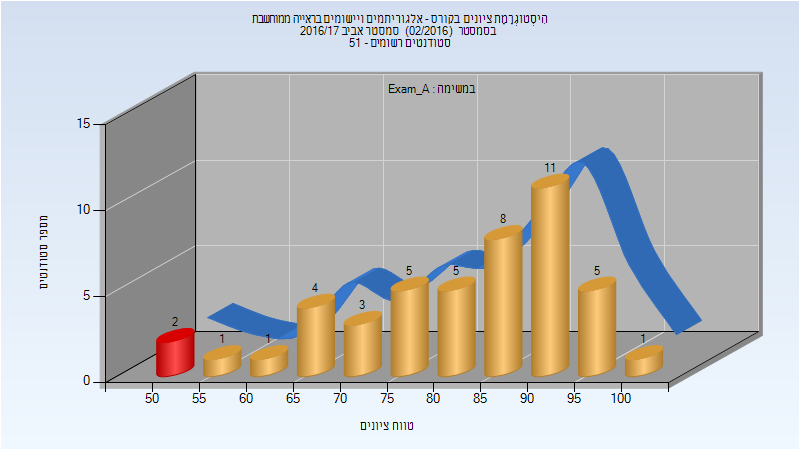 היסטוגרמת ציונים בקורס - אלגוריתמים ויישומים בראייה ממוחשבת
בסמסטר (02/2016) סמסטר אביב 2016/17
סטודנטים רשומים - 51
במשימה : Exam_A
מספר סטודנטים
15
10
5
0
2
1
1
4
3
5
5
8
11
5
1
50 55 60 65 70 75 80 85 90 95 100
טווח ציונים